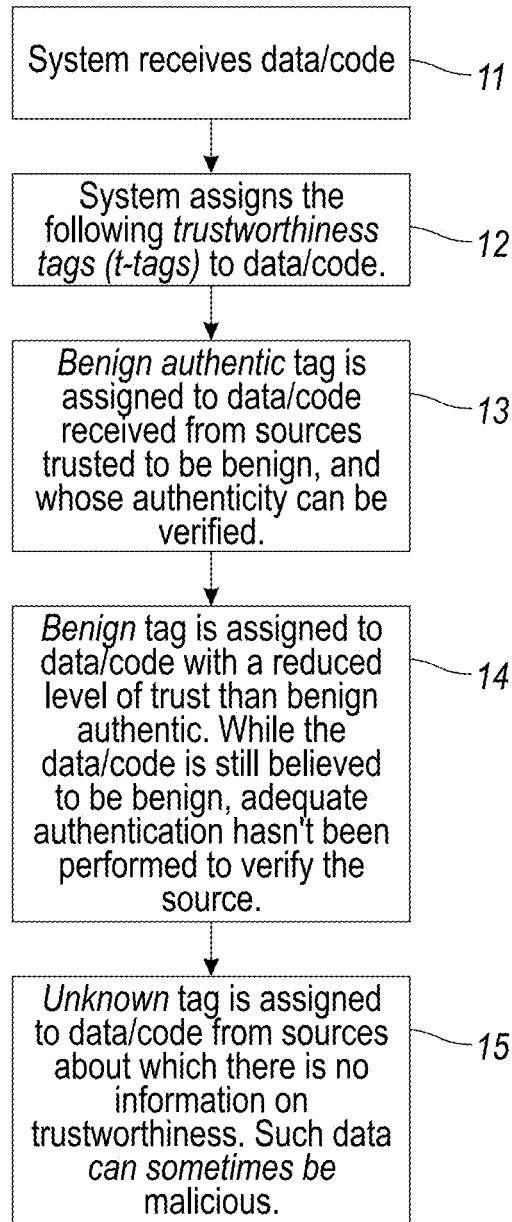 System receives data/code
11
System assigns the
following trustworthiness
tags (t-tags) to data/code.
12
Benign authentic tag is
assigned to data/code
received from sources
trusted to be benign, and
whose authenticity can be
verified.
13
Benign tag is assigned to
data/code with a reduced
level of trust than benign
authentic. While the
data/code is still believed
to be benign, adequate
authentication hasn't been
performed to verify the
source.
14
Unknown tag is assigned
to data/code from sources
about which there is no
information on
trustworthiness. Such data
can sometimes be
malicious.
15